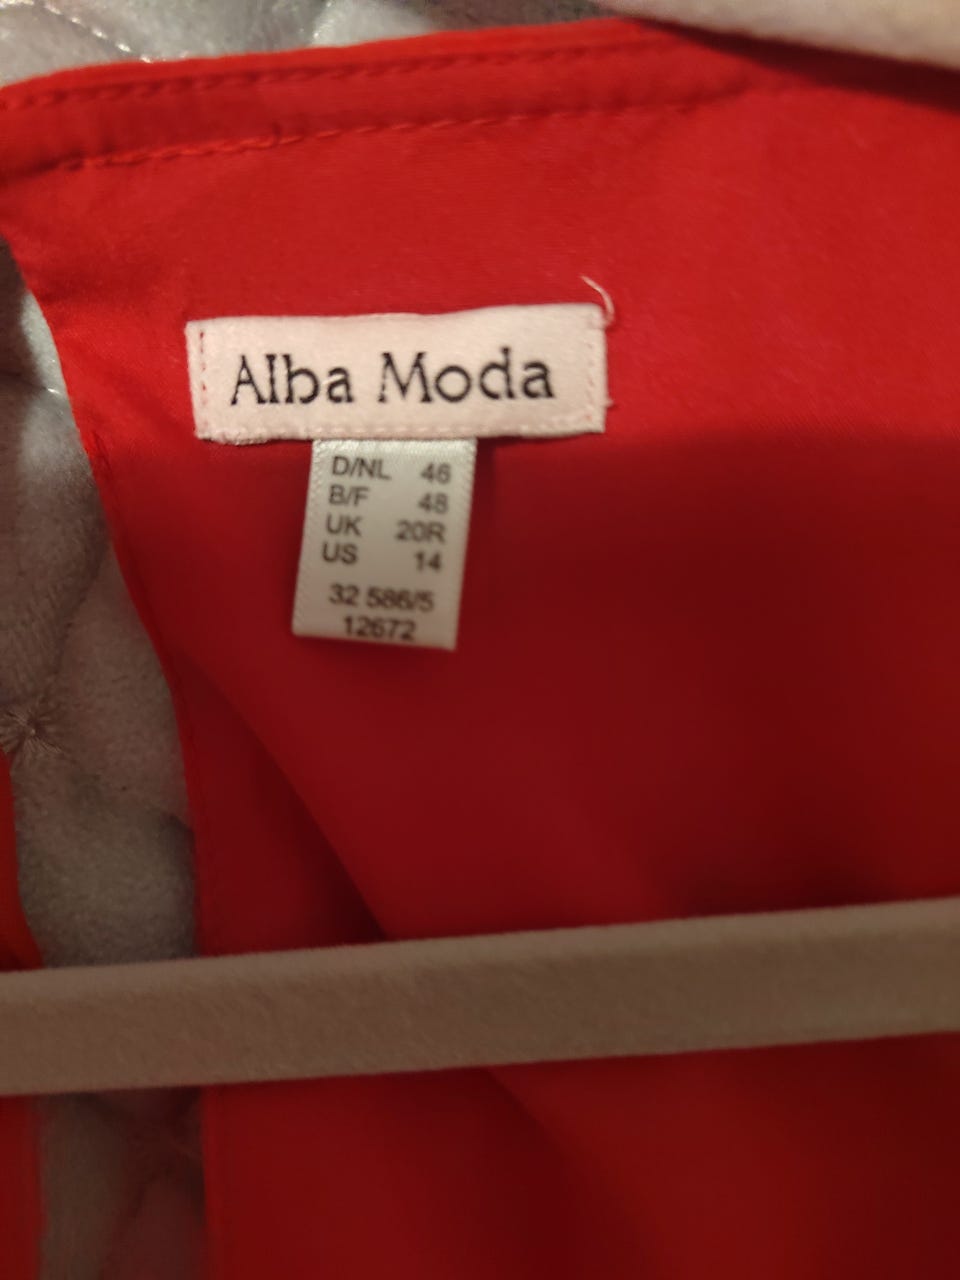 Alba Moda
D/NL 46
B/F 48
UK 20R
US 14
32 586/5
12672